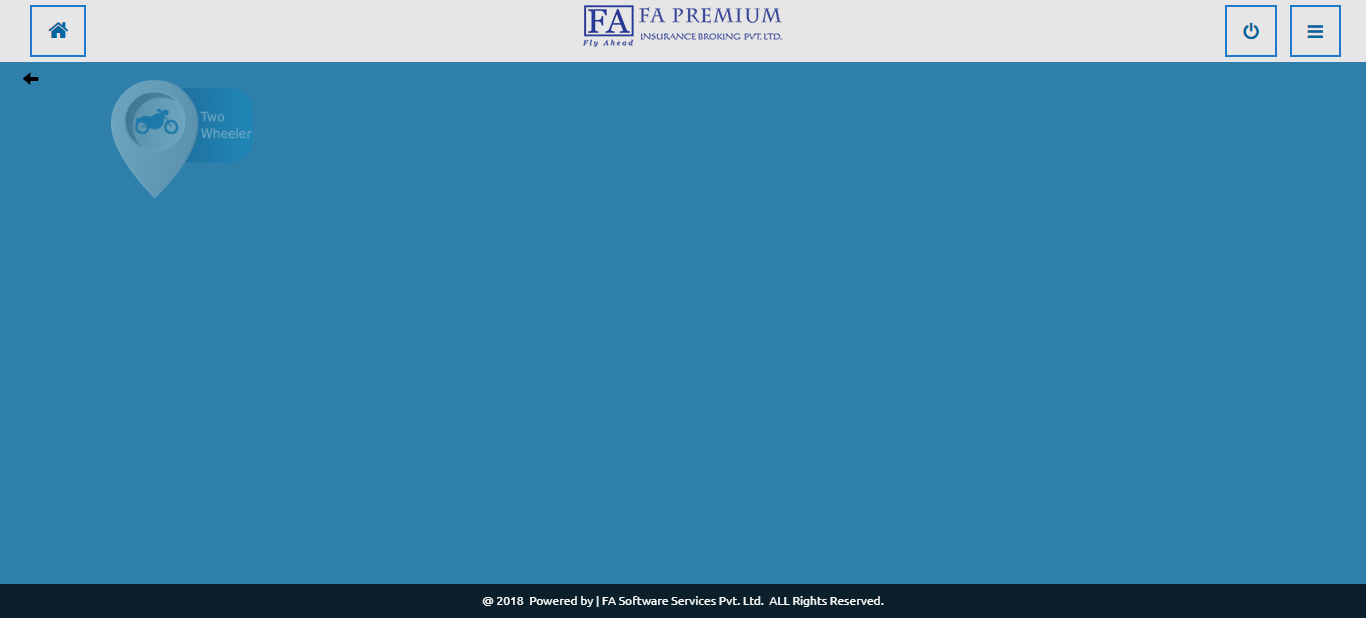 FA
FA PREMIUM
INSURANCE BROKING PVT. LTD.
Fly Ahead
Two
Wheeler
@ 2018 Powered by | FA Software Services Pvt. Ltd. ALL Rights Reserved.